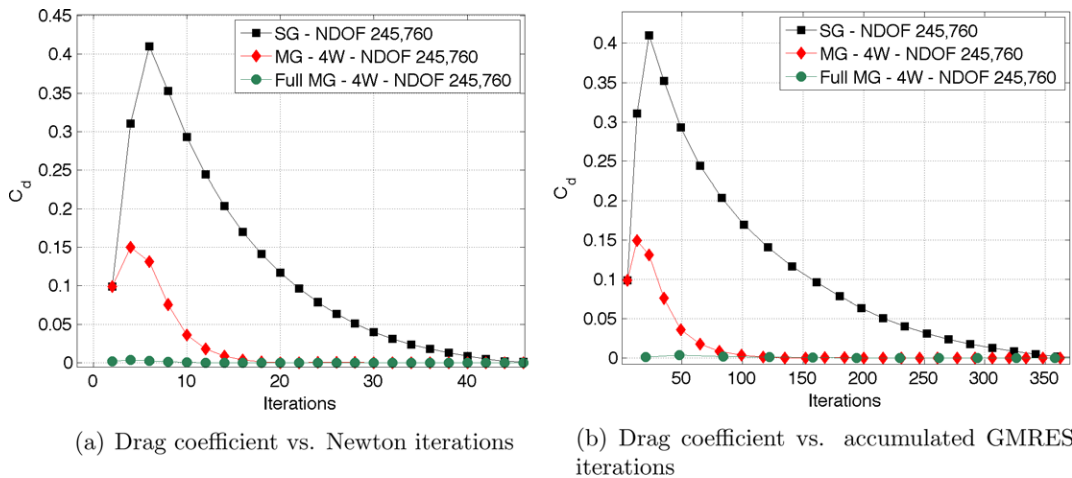 0.45
0.4
0.35
0.3
0.25
0.2
0.15
0.1
0.05
0
C_d
SG - NDOF 245,760
MG - 4W - NDOF 245,760
Full MG - 4W - NDOF 245,760
0 10 20 30 40
Iterations
(a) Drag coefficient vs. Newton iterations
0.4
0.35
0.3
0.25
0.2
0.15
0.1
0.05
0
C_d
SG - NDOF 245,760
MG - 4W - NDOF 245,760
Full MG - 4W - NDOF 245,760
50 100 150 200 250 300 350
Iterations
(b) Drag coefficient vs. accumulated GMRES
iterations